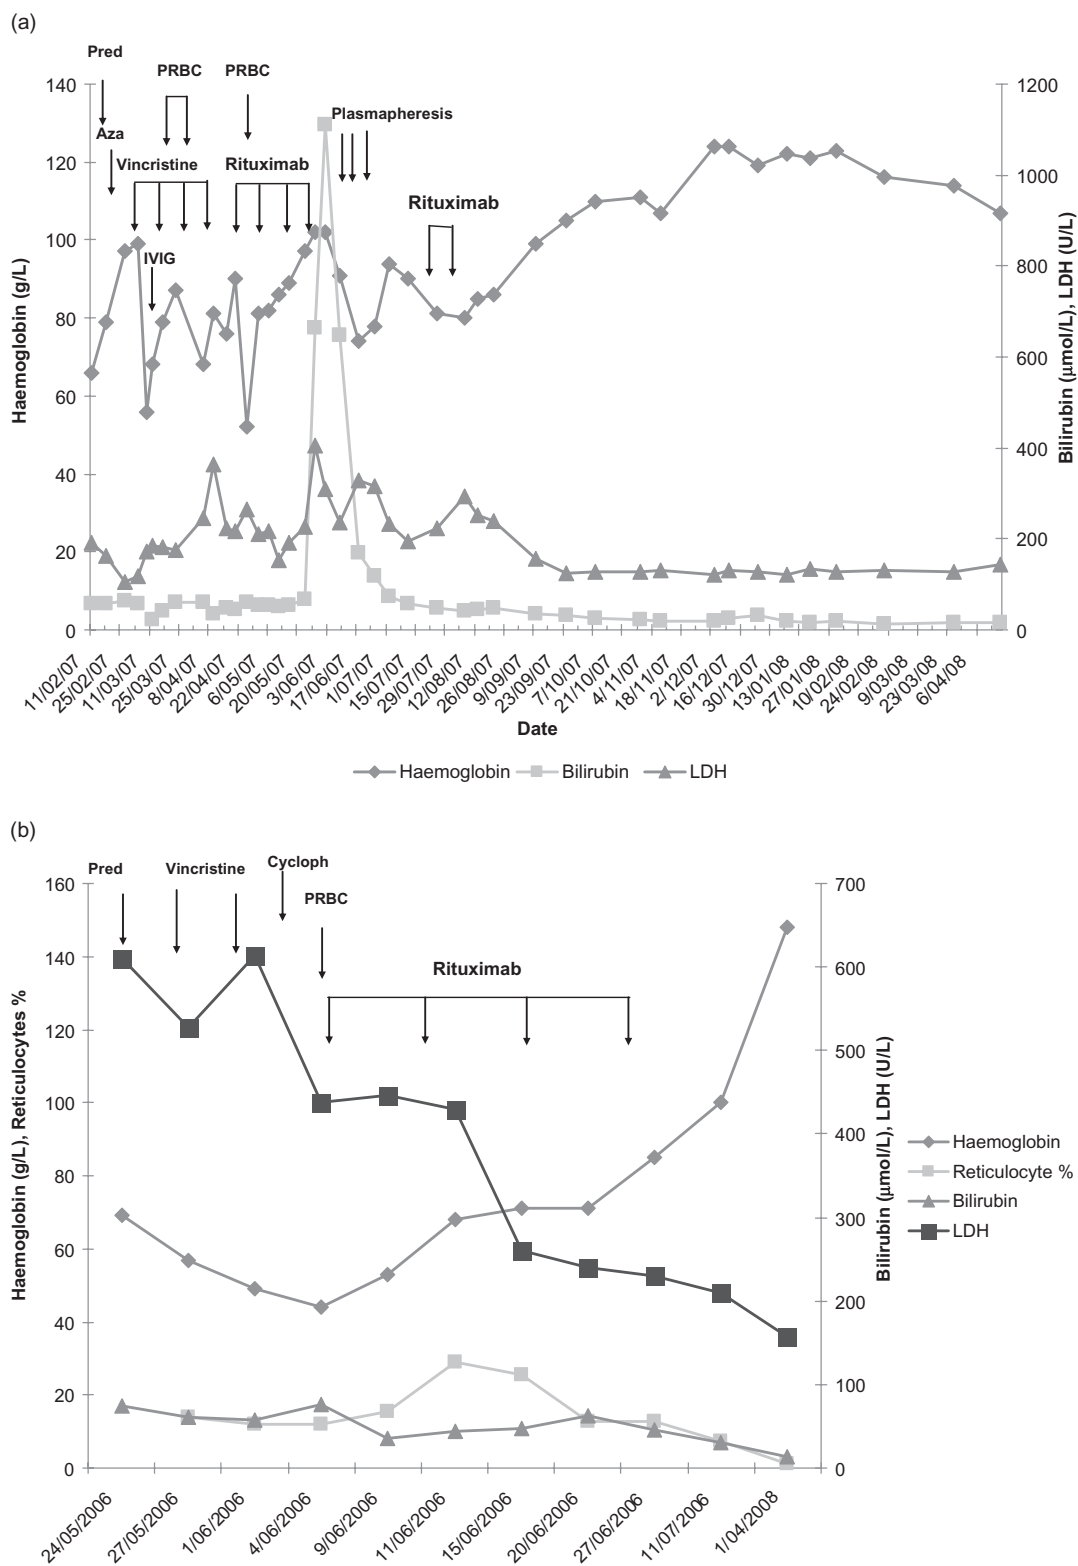 (a)
Pred
PRBC PRBC
140 1200
Plasmapheresis
Aza
120
Vincristine Rituximab
1000
Rituximab
100
IVIG
800
80
600
60
400
40
200
20
0 0
Haemoglobin (g/L)
Bilirubin (µmol/L), LDH (U/L)
11/02/07 25/02/07 11/03/07 25/03/07 8/04/07 22/04/07 6/05/07 20/05/07 3/06/07 17/06/07 1/07/07 15/07/07 29/07/07 12/08/07 26/08/07 9/09/07 23/09/07 7/10/07 21/10/07 4/11/07 18/11/07 2/12/07 16/12/07 30/12/07 13/01/08 27/01/08 10/02/08 24/02/08 9/03/08 23/03/08 6/04/08
Date
Haemoglobin Bilirubin LDH
(b)
Cycloph
Pred Vincristine
160 700
PRBC
140
600
Rituximab
120
500
100
400
80
300
60
200
40
100
20
0 0
Haemoglobin (g/L), Reticulocytes %
Bilirubin (µmol/L), LDH (U/L)
Haemoglobin
Reticulocyte %
Bilirubin
LDH
24/05/2006 27/05/2006 1/06/2006 4/06/2006 9/06/2006 11/06/2006 15/06/2006 20/06/2006 27/06/2006 11/07/2006 1/04/2008